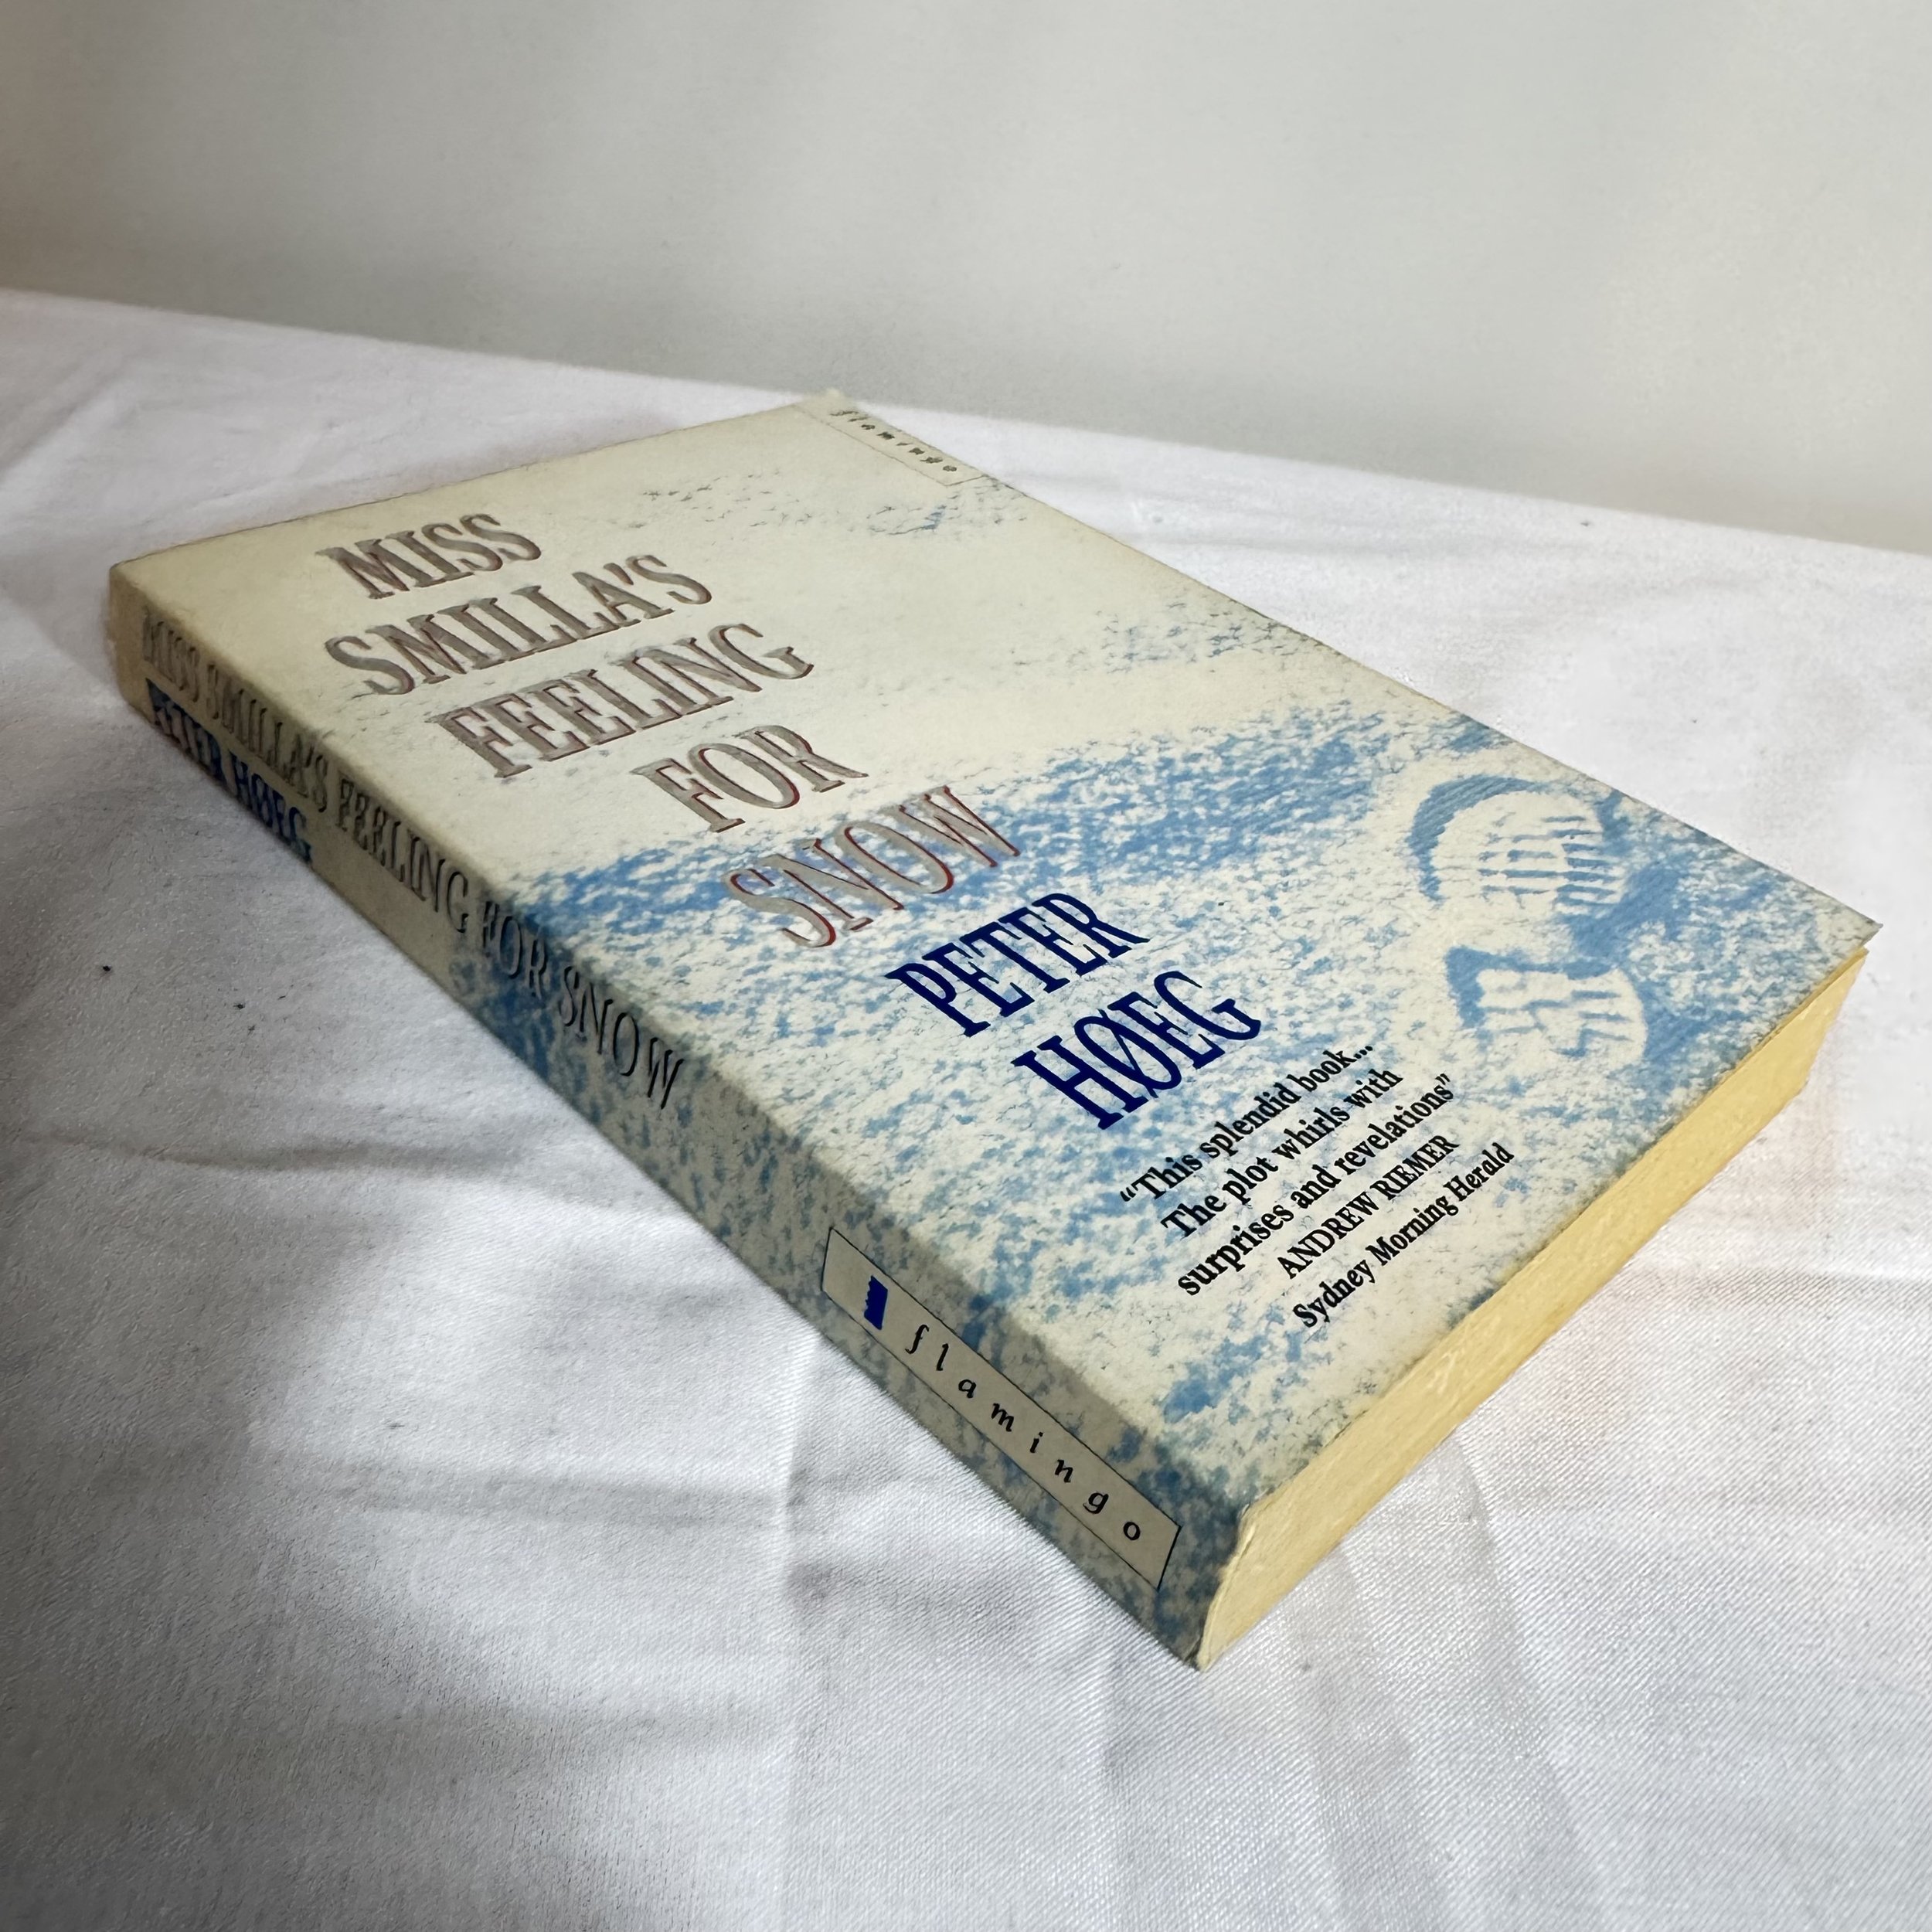 flamingo
MISS
SMILLA'S
FEELING
FOR
SNOW
PETER
HØEG
“This splendid book...
The plot whirls with
surprises and revelations”
ANDREW RIEMER
Sydney Morning Herald
MISS SMILLA'S FEELING FOR SNOW
PETER HØEG
flamingo